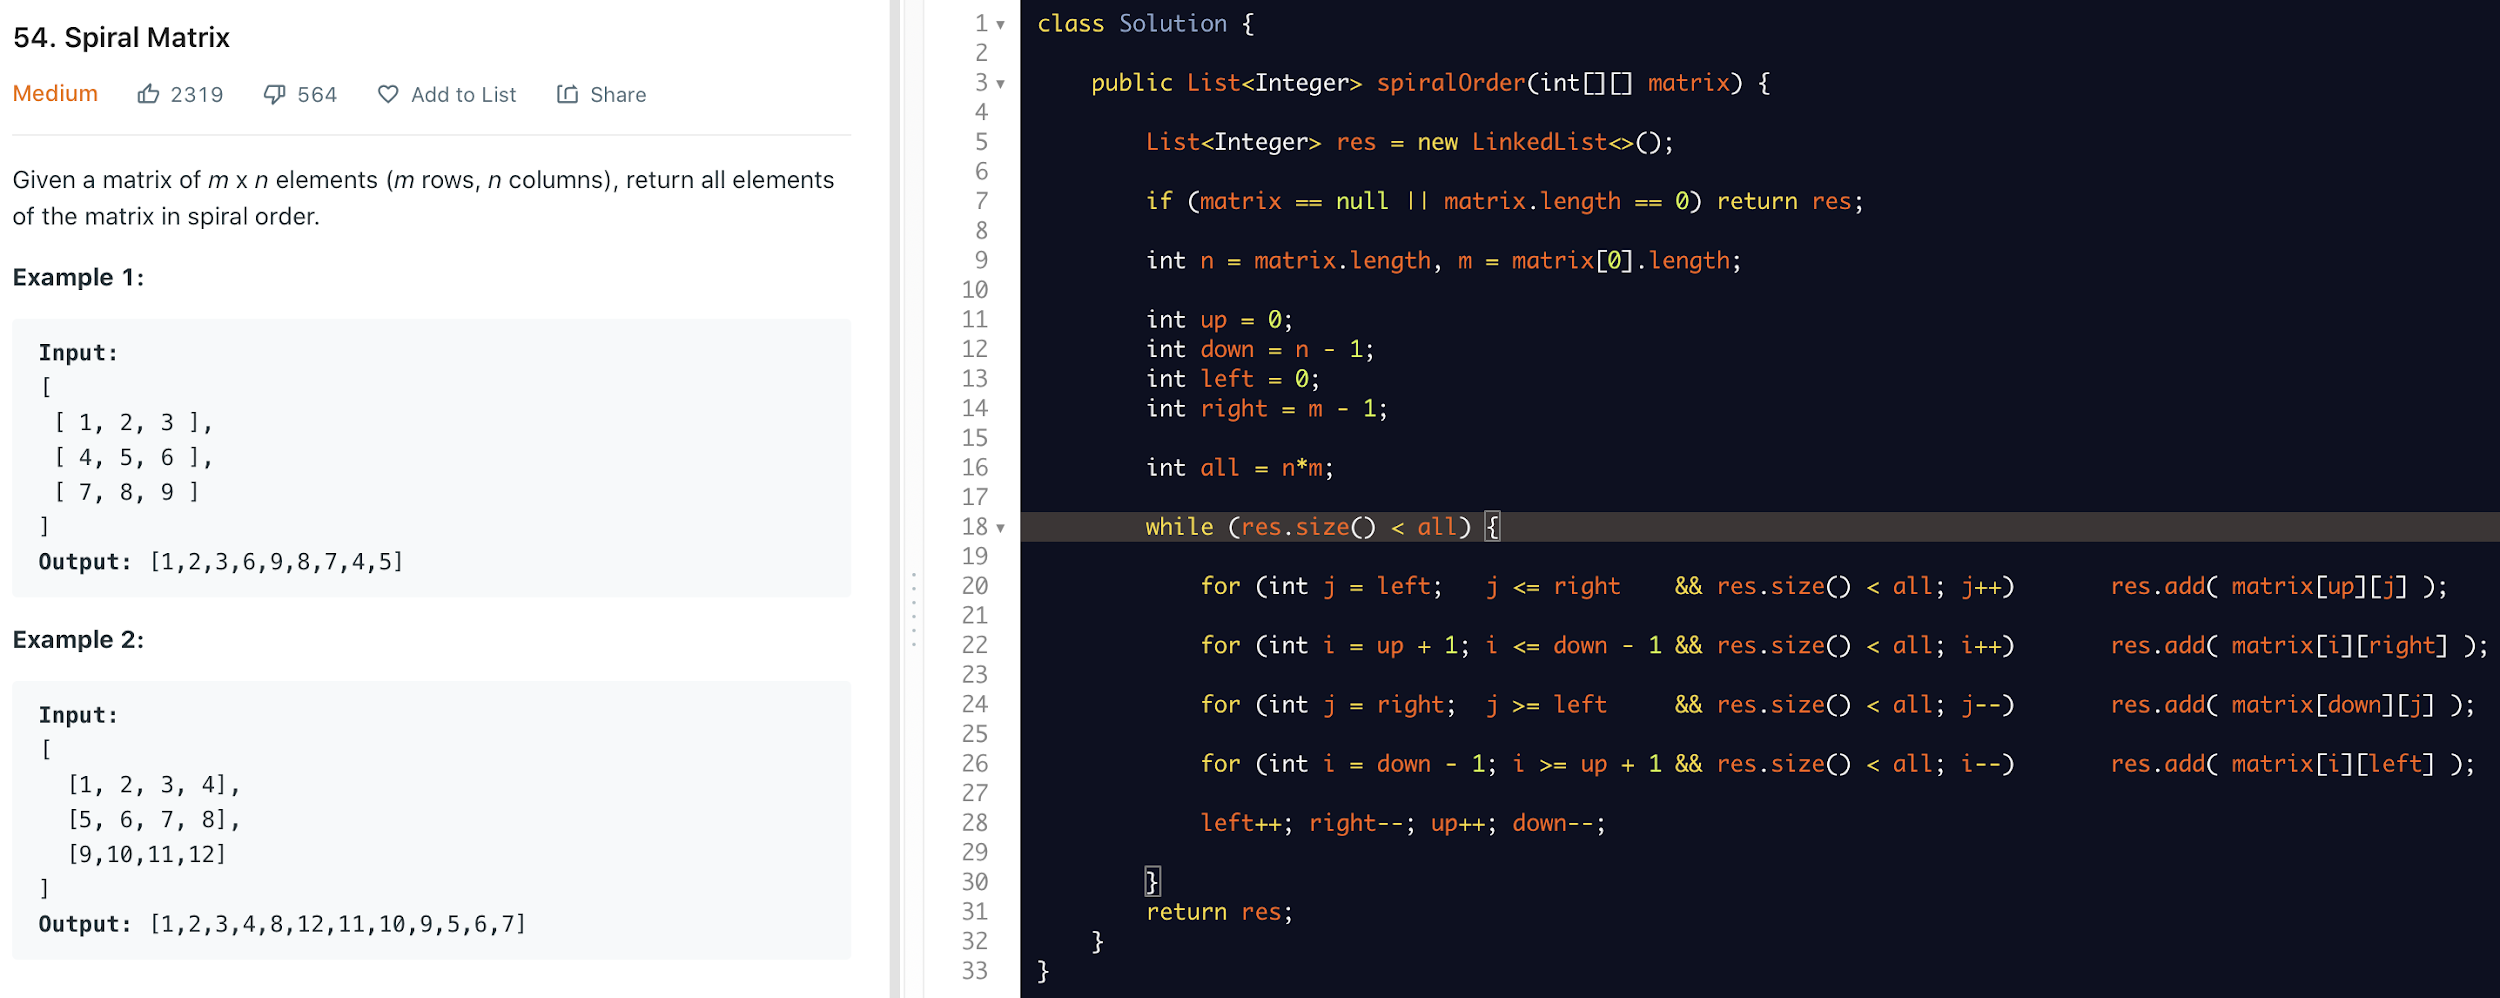 54. Spiral Matrix
Medium 2319 564 Add to List Share
Given a matrix of m x n elements (m rows, n columns), return all elements
of the matrix in spiral order.
Example 1:
Input:
[
 [ 1, 2, 3 ],
 [ 4, 5, 6 ],
 [ 7, 8, 9 ]
]
Output: [1,2,3,6,9,8,7,4,5]
Example 2:
Input:
[
  [1, 2, 3, 4],
  [5, 6, 7, 8],
  [9,10,11,12]
]
Output: [1,2,3,4,8,12,11,10,9,5,6,7]
1 class Solution {
2
3     public List<Integer> spiralOrder(int[][] matrix) {
4
5         List<Integer> res = new LinkedList<>();
6
7         if (matrix == null || matrix.length == 0) return res;
8
9         int n = matrix.length, m = matrix[0].length;
10
11         int up = 0;
12         int down = n - 1;
13         int left = 0;
14         int right = m - 1;
15
16         int all = n*m;
17
18         while (res.size() < all) {
19
20             for (int j = left;   j <= right    && res.size() < all; j++)       res.add( matrix[up][j] );
21
22             for (int i = up + 1; i <= down - 1 && res.size() < all; i++)       res.add( matrix[i][right] );
23
24             for (int j = right;  j >= left     && res.size() < all; j--)       res.add( matrix[down][j] );
25
26             for (int i = down - 1; i >= up + 1 && res.size() < all; i--)       res.add( matrix[i][left] );
27
28             left++; right--; up++; down--;
29
30         }
31         return res;
32     }
33 }